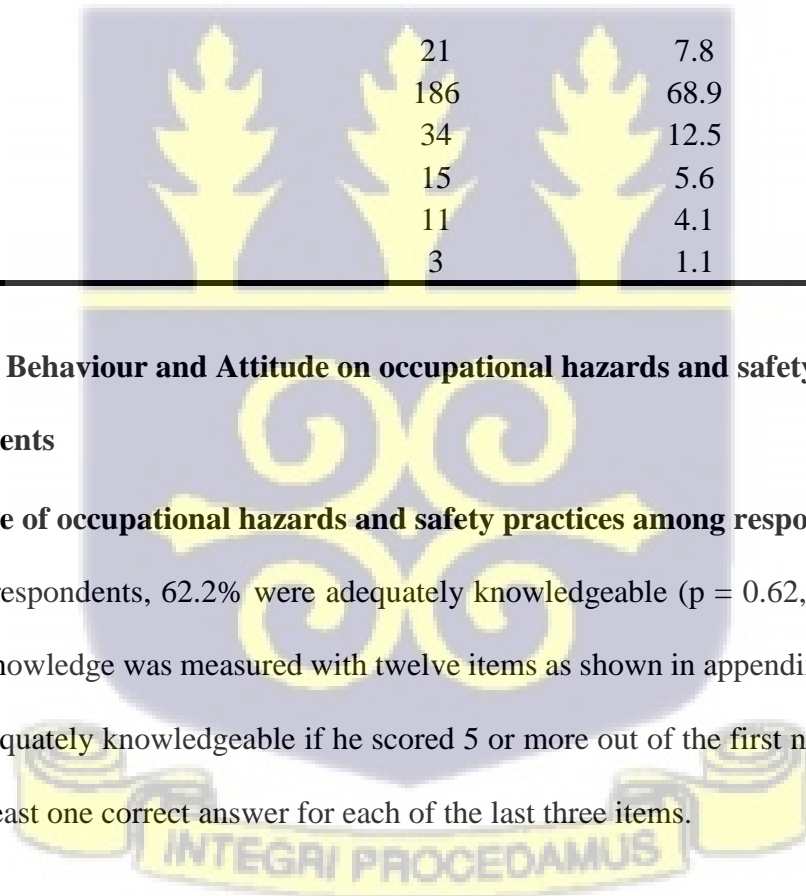 21 7.8
186 68.9
34 12.5
15 5.6
11 4.1
3 1.1
Behaviour and Attitude on occupational hazards and safety
ents
e of occupational hazards and safety practices among respo
respondents, 62.2% were adequately knowledgeable (p = 0.62,
nowledge was measured with twelve items as shown in appendi
quately knowledgeable if he scored 5 or more out of the first n
east one correct answer for each of the last three items.
INTEGRI PROCEDAMUS